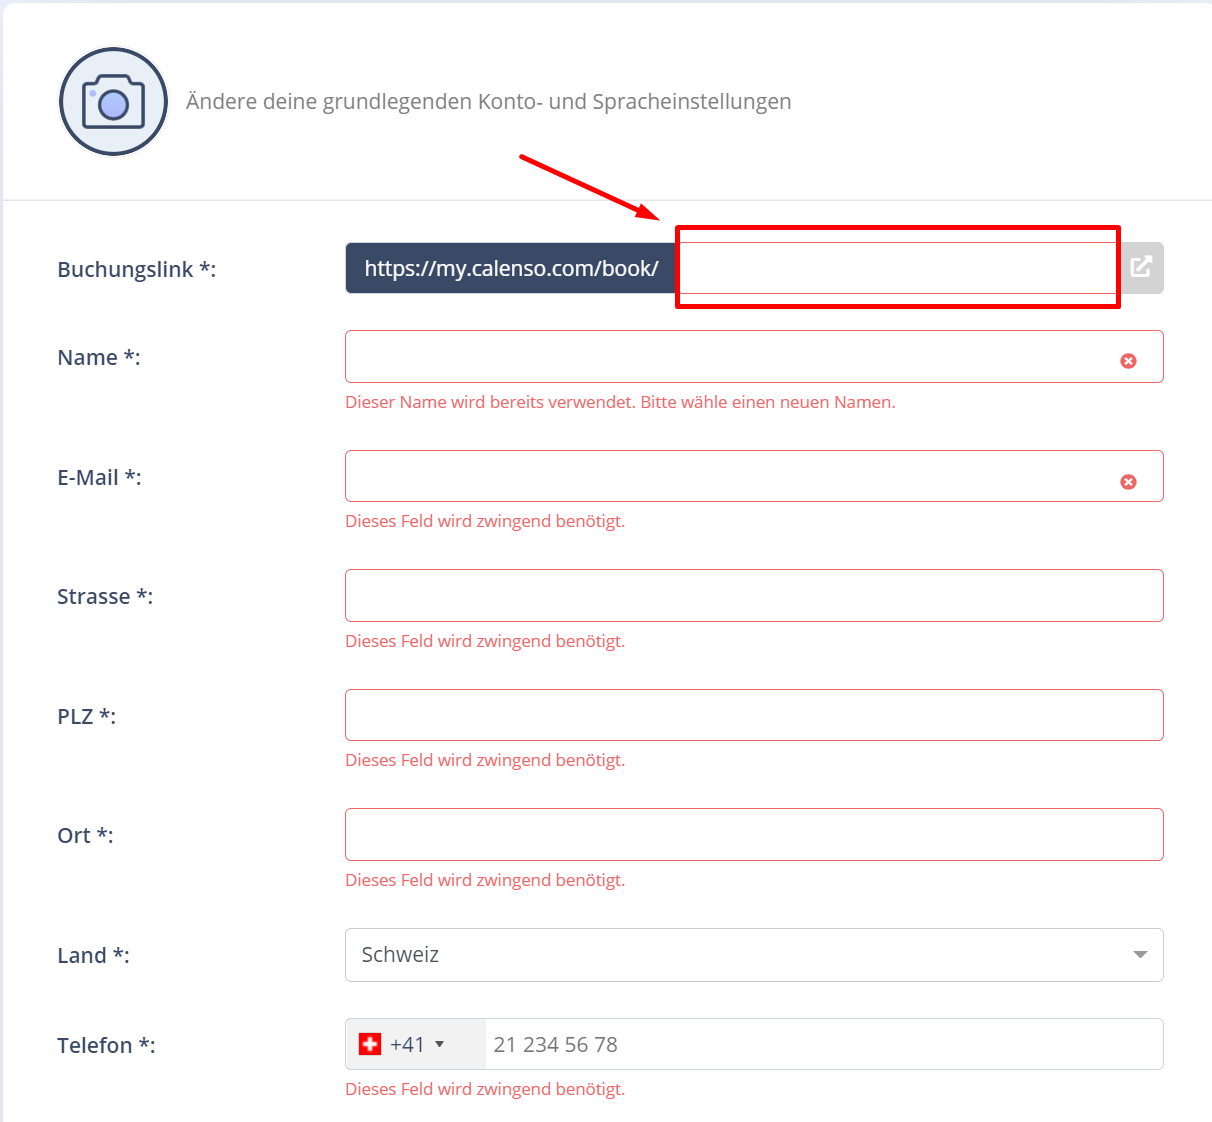 Ändere deine grundlegenden Konto- und Spracheinstellungen
Buchungslink *:
https://my.calenso.com/book/
Name *:
Dieser Name wird bereits verwendet. Bitte wähle einen neuen Namen.
E-Mail *:
Dieses Feld wird zwingend benötigt.
Strasse *:
Dieses Feld wird zwingend benötigt.
PLZ *:
Dieses Feld wird zwingend benötigt.
Ort *:
Dieses Feld wird zwingend benötigt.
Land *:
Schweiz
Telefon *:
+41
21 234 56 78
Dieses Feld wird zwingend benötigt.